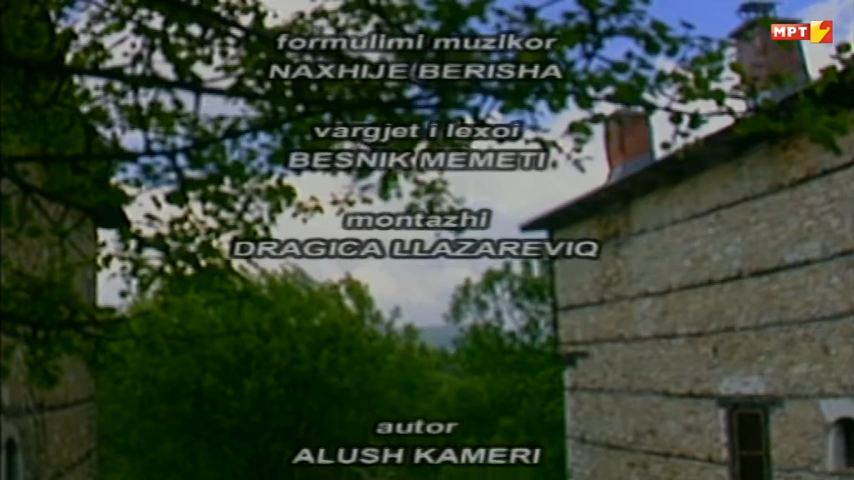 МРТ
formulimi muzikor
NAXHIJE BERISHA
vargjet i lexoi
BESNIK MEMETI
montazhi
DRAGICA LLAZAREVIQ
autor
ALUSH KAMERI